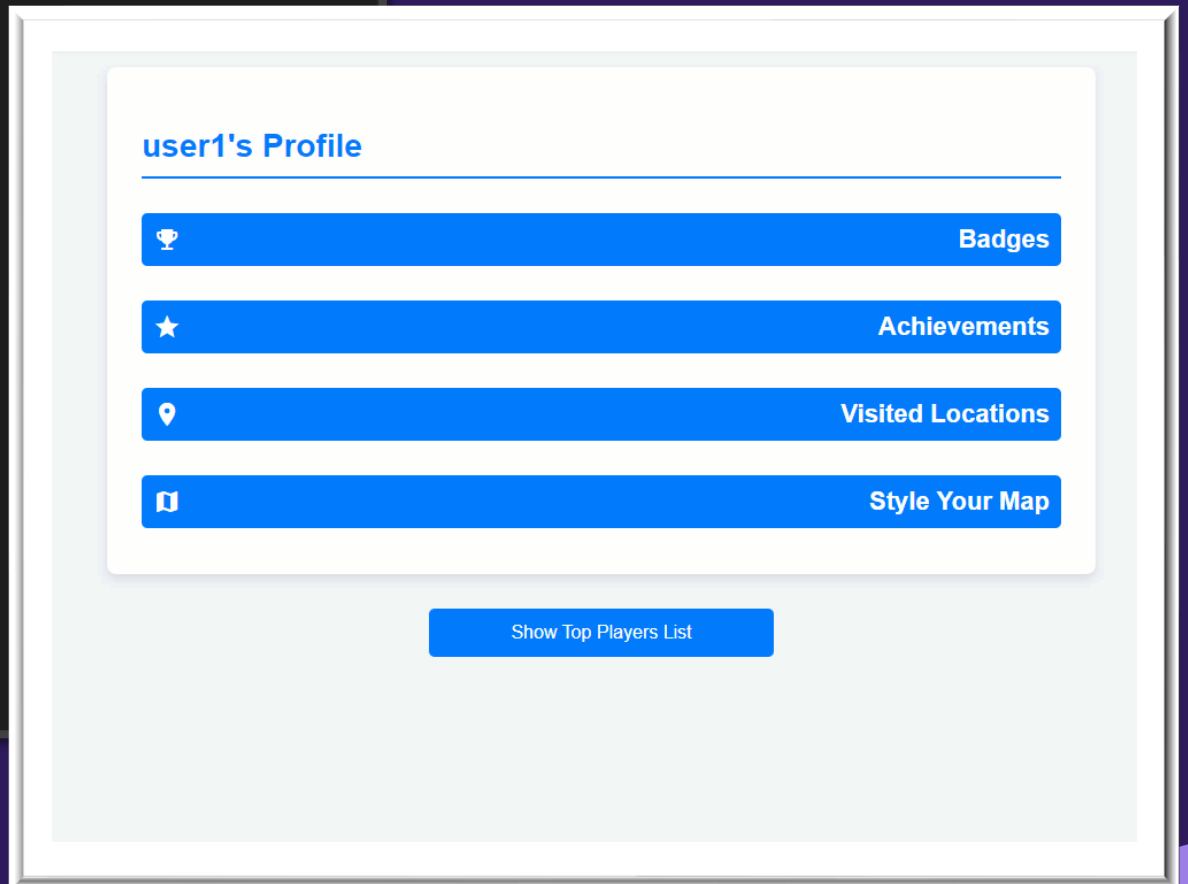 user1's Profile
Badges
Achievements
Visited Locations
Style Your Map
Show Top Players List